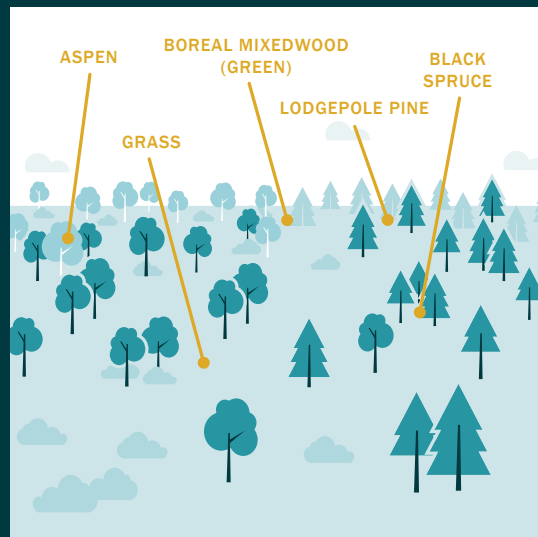 ASPEN
BOREAL MIXEDWOOD
(GREEN)
BLACK
SPRUCE
LODGEPOLE PINE
GRASS